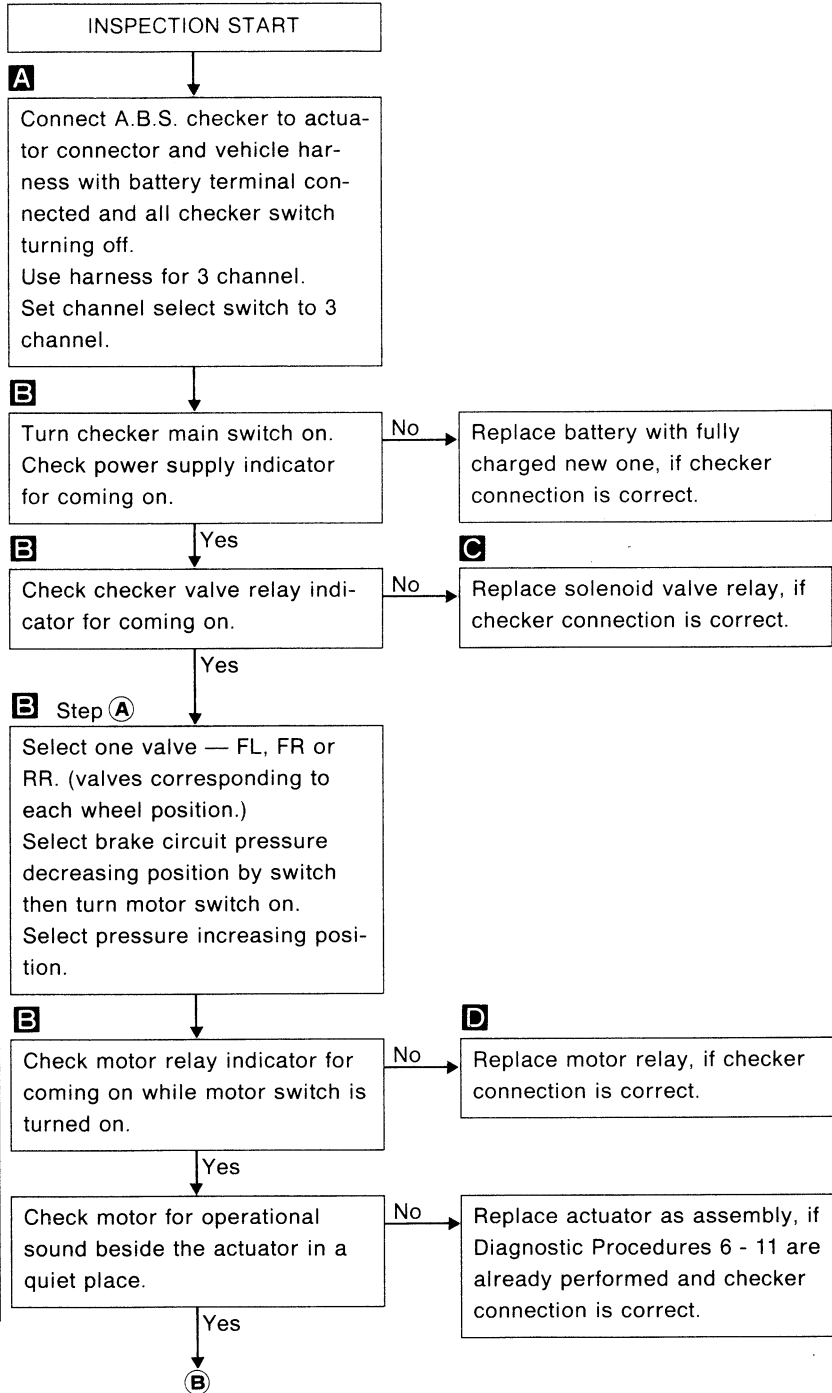 INSPECTION START
A
Connect A.B.S. checker to actua-
tor connector and vehicle har-
ness with battery terminal con-
nected and all checker switch
turning off.
Use harness for 3 channel.
Set channel select switch to 3
channel.
B
Turn checker main switch on.
Check power supply indicator
for coming on.
No
Replace battery with fully
charged new one, if checker
connection is correct.
Yes
B
Check checker valve relay indi-
cator for coming on.
No
C
Replace solenoid valve relay, if
checker connection is correct.
Yes
B Step A
Select one valve — FL, FR or
RR. (valves corresponding to
each wheel position.)
Select brake circuit pressure
decreasing position by switch
then turn motor switch on.
Select pressure increasing posi-
tion.
B
Check motor relay indicator for
coming on while motor switch is
turned on.
No
D
Replace motor relay, if checker
connection is correct.
Yes
Check motor for operational
sound beside the actuator in a
quiet place.
No
Replace actuator as assembly, if
Diagnostic Procedures 6 - 11 are
already performed and checker
connection is correct.
Yes
B